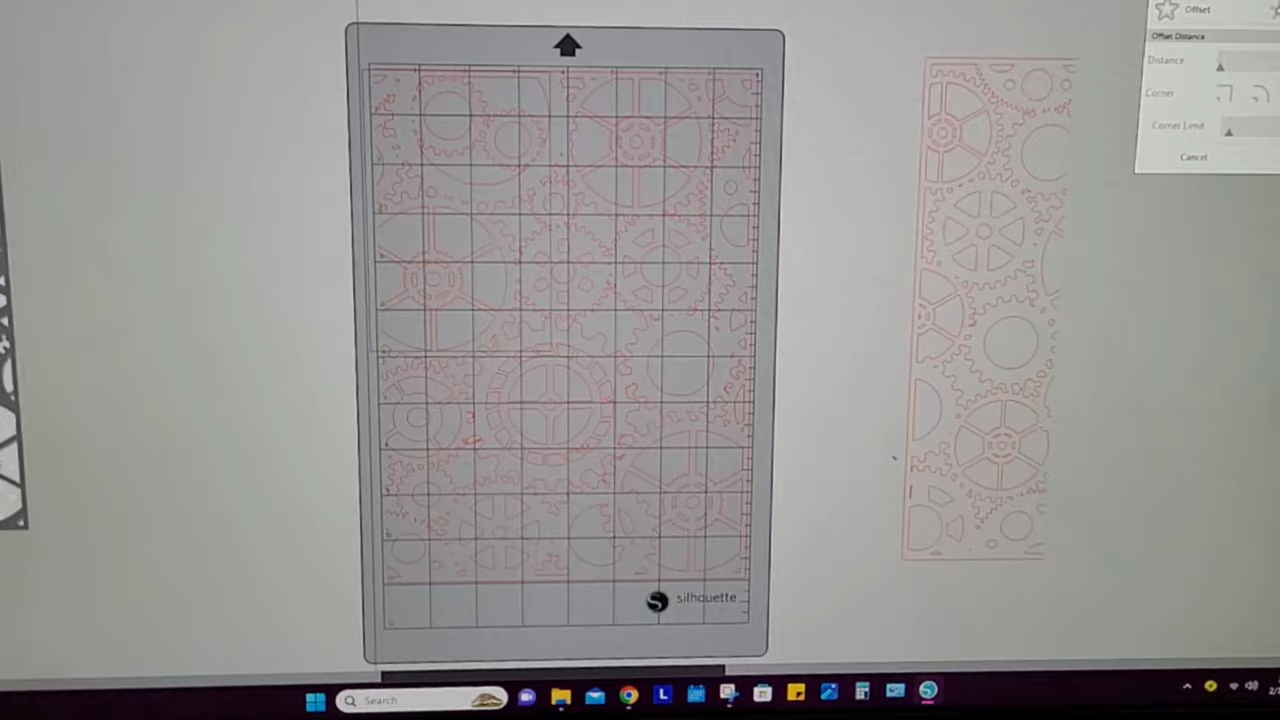 Offset
Offset Distance
Distance
Corner
Corner Limit
Cancel
silhouette
Search
L